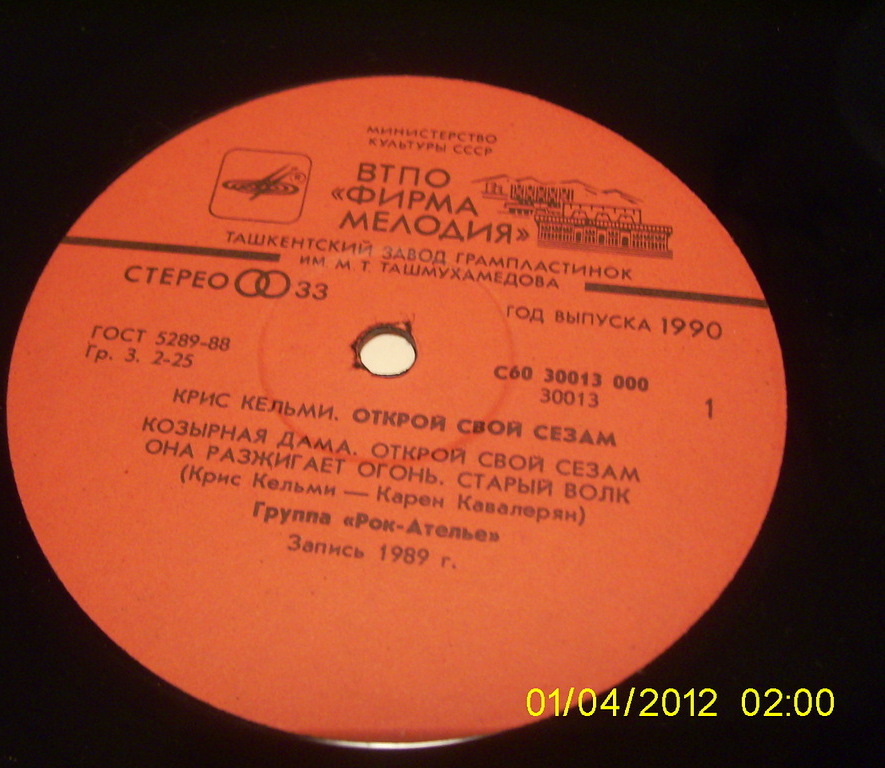 МИНИСТЕРСТВО
КУЛЬТУРЫ СССР
ВТПО
«ФИРМА
МЕЛОДИЯ»
ТАШКЕНТСКИЙ ЗАВОД ГРАМПЛАСТИНОК
ИМ. М. Т. ТАШМУХАМЕДОВА
СТЕРЕО 33
ГОД ВЫПУСКА 1990
ГОСТ 5289-88
Гр. 3. 2-25
С60 30013 000
30013
1
КРИС КЕЛЬМИ. ОТКРОЙ СВОЙ СЕЗАМ
КОЗЫРНАЯ ДАМА. ОТКРОЙ СВОЙ СЕЗАМ
ОНА РАЗЖИГАЕТ ОГОНЬ. СТАРЫЙ ВОЛК
(Крис Кельми — Карен Кавалерян)
Группа «Рок-Ателье»
Запись 1989 г.
01/04/2012 02:00